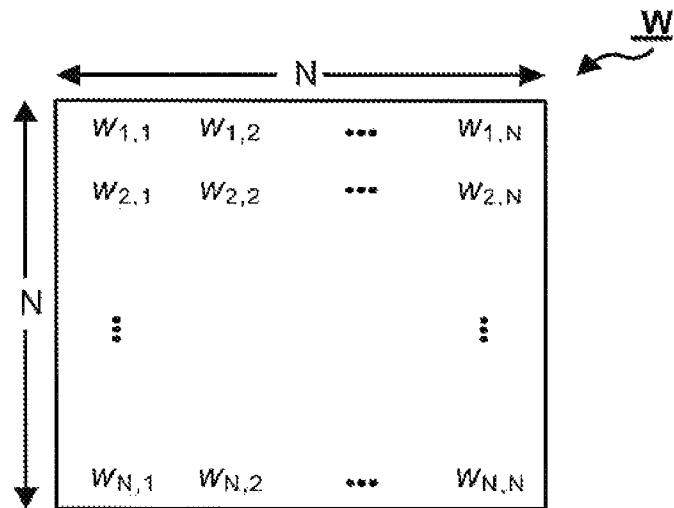 W
N
w1,1 w1,2 ••• w1,N
w2,1 w2,2 ••• w2,N
N
wN,1 wN,2 ••• wN,N